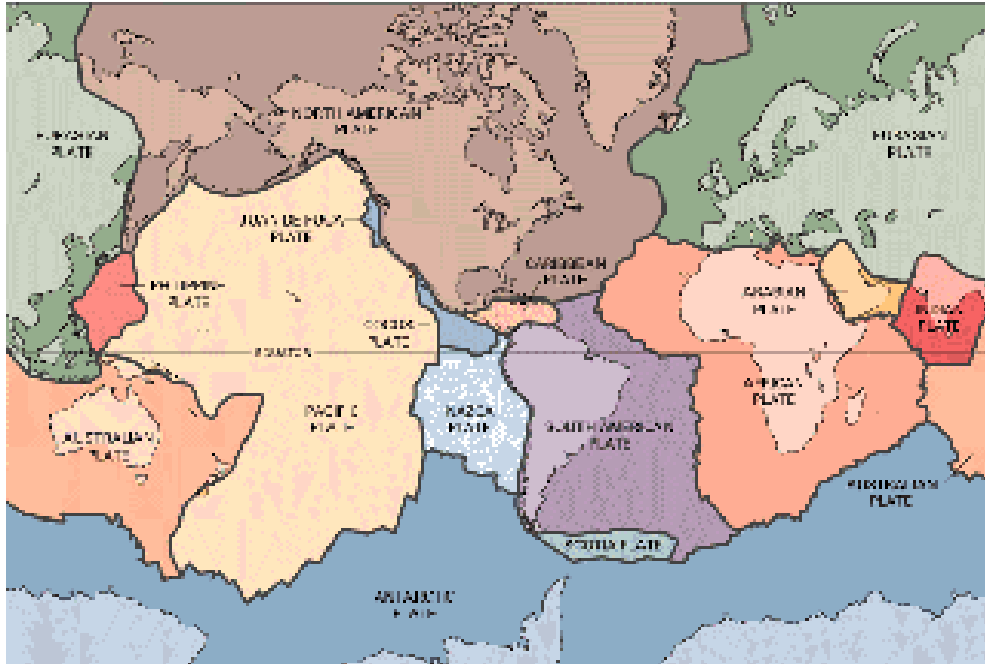 NORTH AMERICAN
PLATE
EURASIAN
PLATE
EURASIAN
PLATE
JUAN DE FUCA
PLATE
CARIBBEAN
PLATE
PHILIPPINE
PLATE
ARABIAN
PLATE
INDIAN
PLATE
COCOS
PLATE
EQUATOR
AFRICAN
PLATE
PACIFIC
PLATE
NAZCA
PLATE
SOUTH AMERICAN
PLATE
AUSTRALIAN
PLATE
AUSTRALIAN
PLATE
SCOTIA PLATE
ANTARCTIC
PLATE